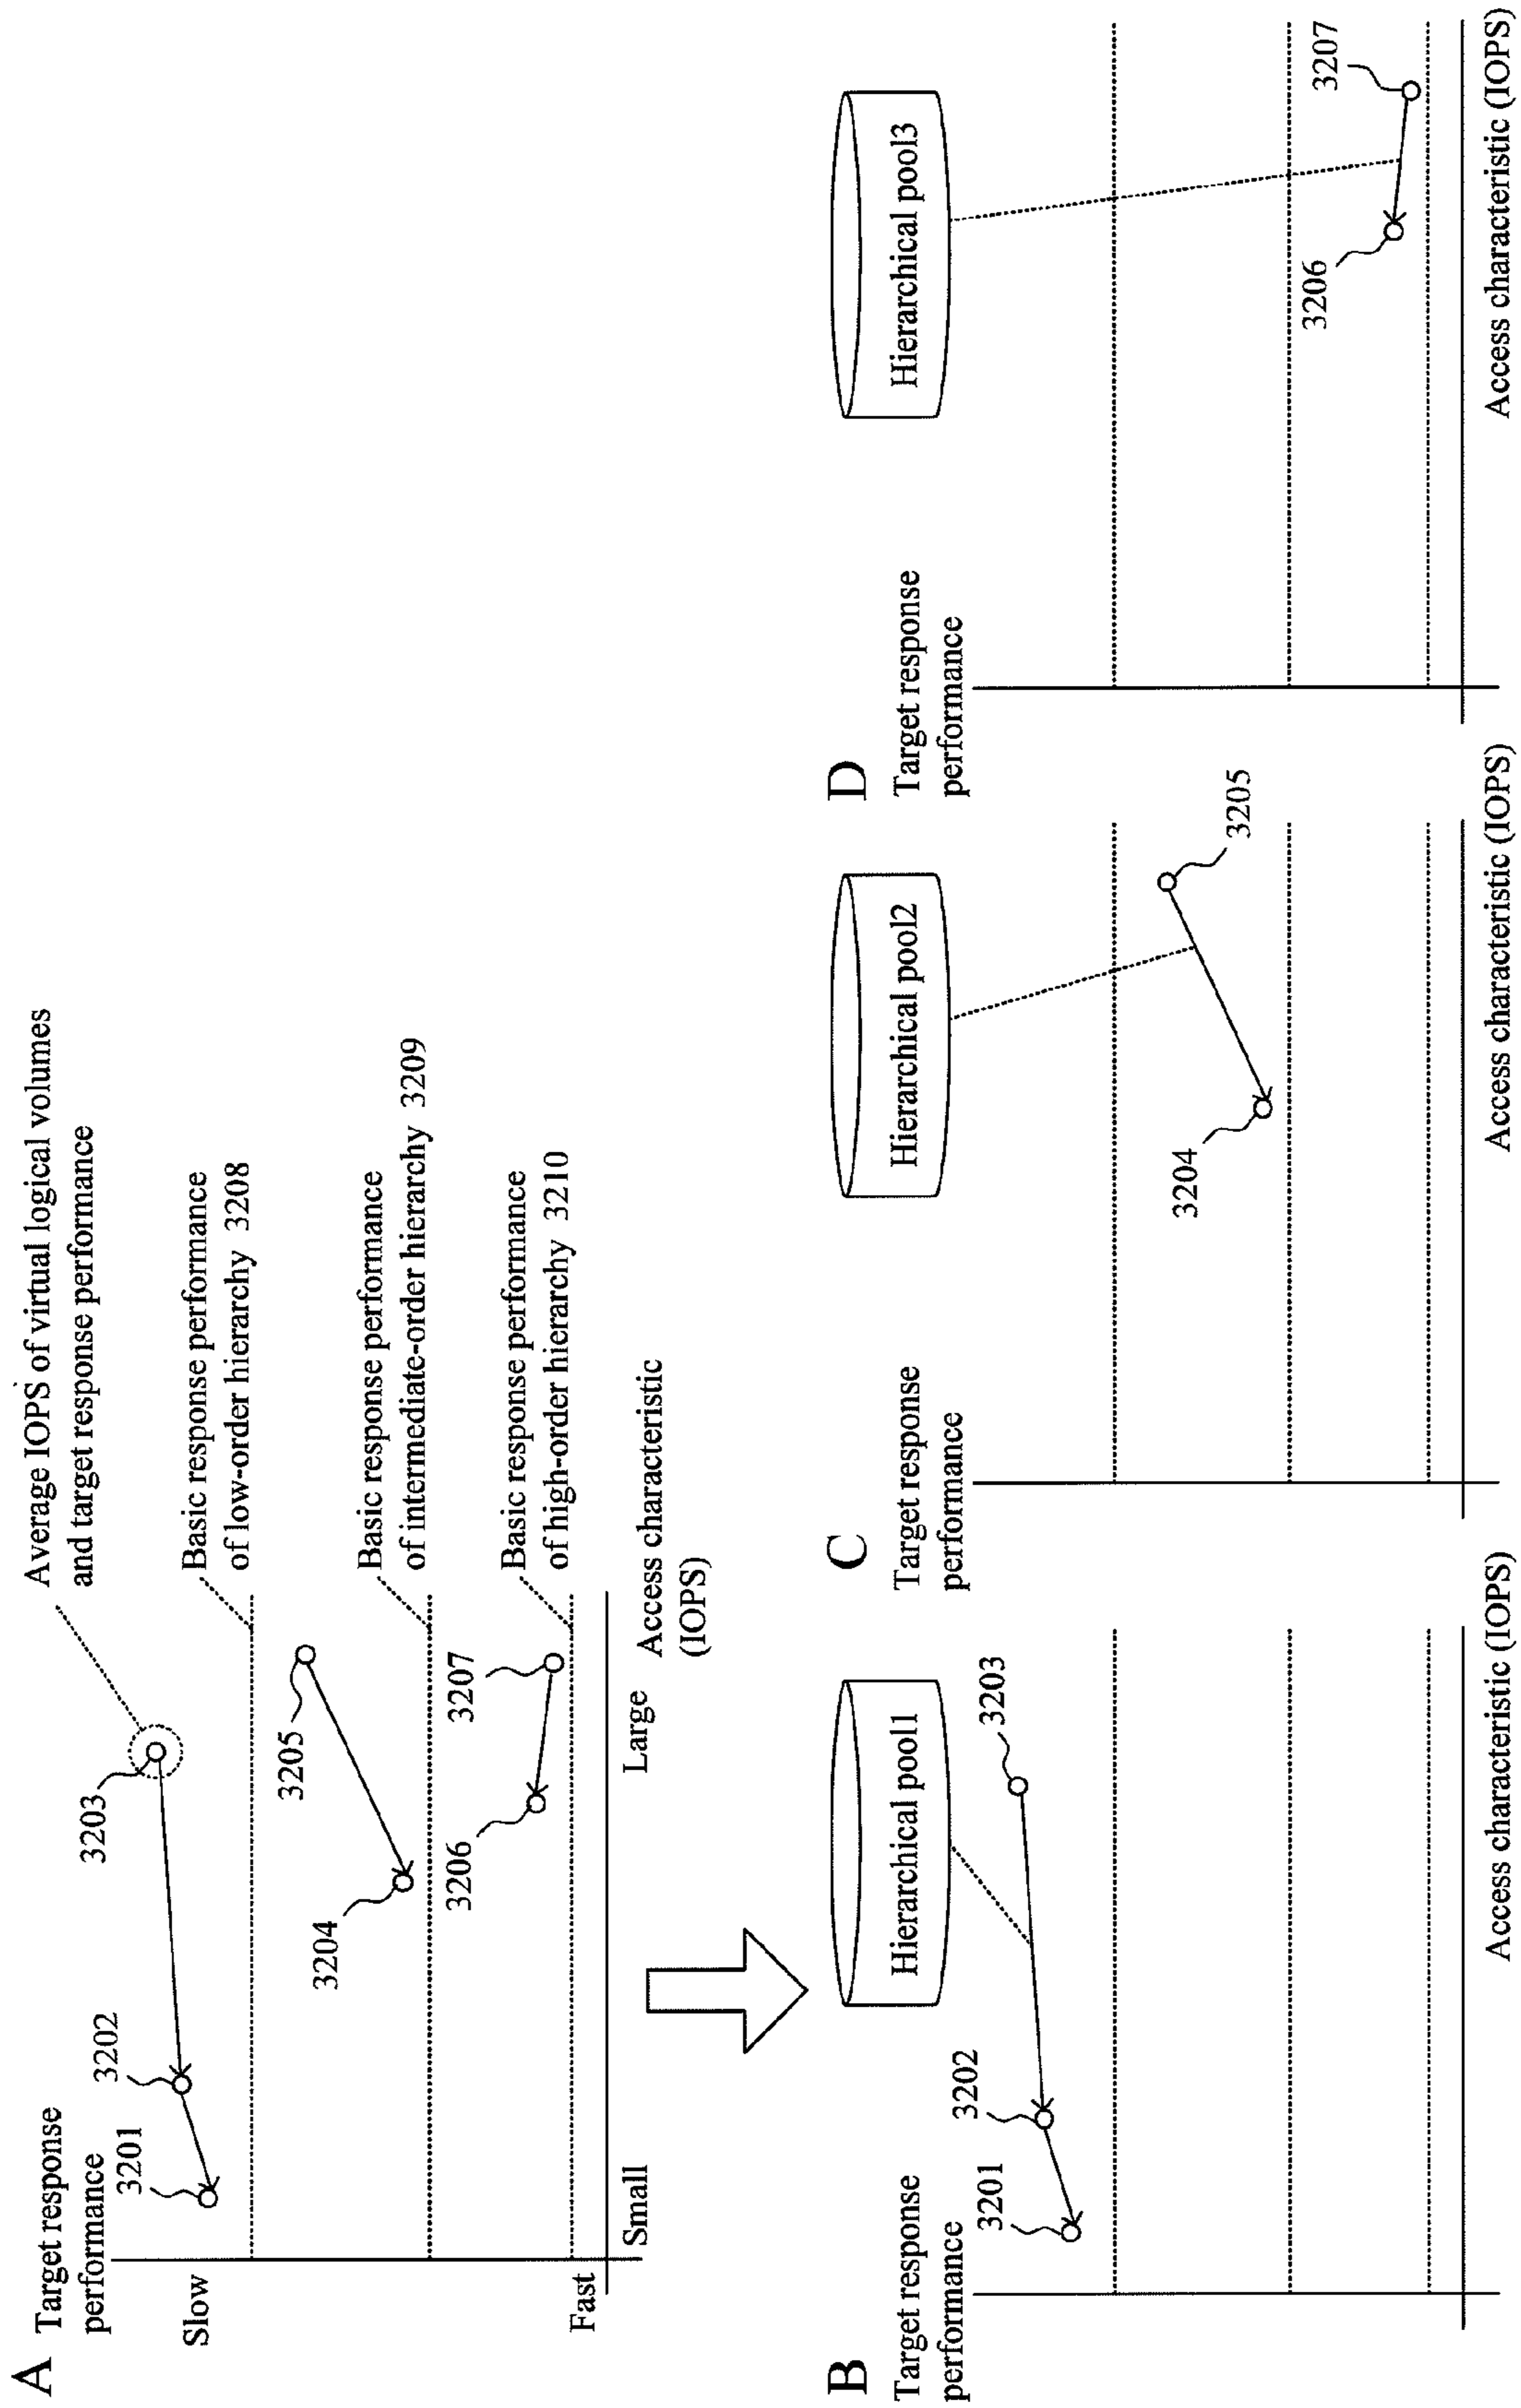 A
Target response
performance
Slow
Fast
Small
Large
Access characteristic
(IOPS)
3201
3202
3203
3204
3205
3206
3207
Average IOPS of virtual logical volumes
and target response performance
Basic response performance
of low-order hierarchy 3208
Basic response performance
of intermediate-order hierarchy 3209
Basic response performance
of high-order hierarchy 3210
B
Target response
performance
Hierarchical pool1
3201
3202
3203
Access characteristic (IOPS)
C
Target response
performance
Hierarchical pool2
3204
3205
Access characteristic (IOPS)
D
Target response
performance
Hierarchical pool3
3206
3207
Access characteristic (IOPS)